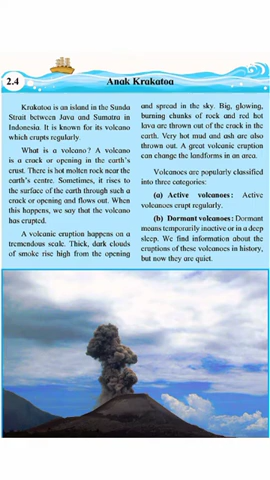 2.4
Anak Krakatoa
Krakatoa is an island in the Sunda
Strait between Java and Sumatra in
Indonesia. It is known for its volcano
which erupts regularly.
What is a volcano? A volcano
is a crack or opening in the earth's
crust. There is hot molten rock near the
earth's centre. Sometimes, it rises to
the surface of the earth through such a
crack or opening and flows out. When
this happens, we say that the volcano
has erupted.
A volcanic eruption happens on a
tremendous scale. Thick, dark clouds
of smoke rise high from the opening
and spread in the sky. Big, glowing,
burning chunks of rock and red hot
lava are thrown out of the crack in the
earth. Very hot mud and ash are also
thrown out. A great volcanic eruption
can change the landforms in an area.
Volcanoes are popularly classified
into three categories:
(a) Active volcanoes: Active
volcanoes erupt regularly.
(b) Dormant volcanoes: Dormant
means temporarily inactive or in a deep
sleep. We find information about the
eruptions of these volcanoes in history,
but now they are quiet.